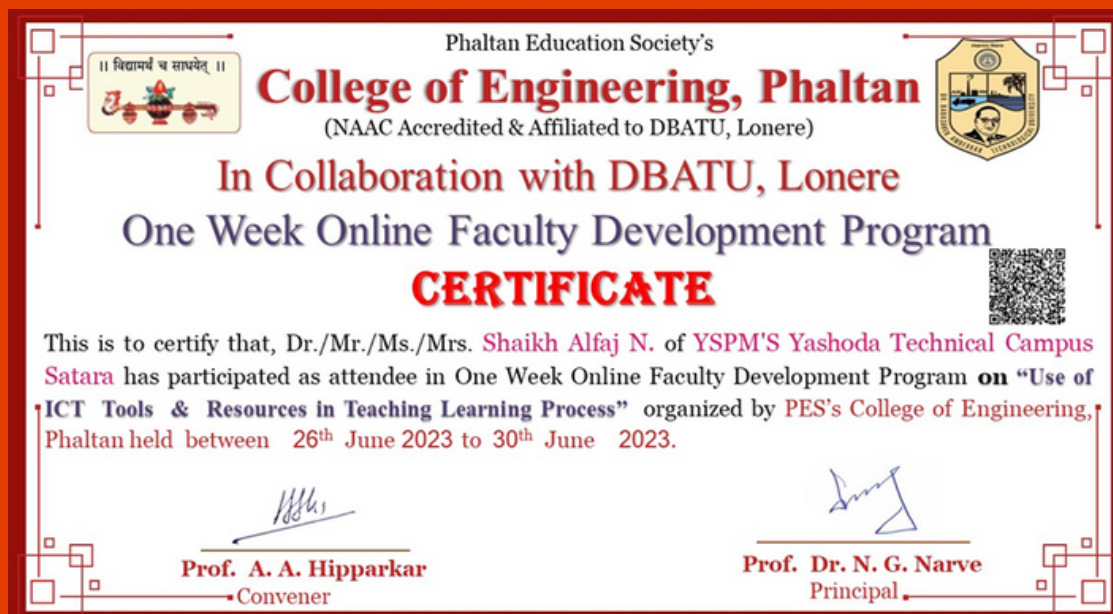 Phaltan Education Society's
College of Engineering, Phaltan
(NAAC Accredited & Affiliated to DBATU, Lonere)
|| विद्यामर्थं च साधयेत् ||
In Collaboration with DBATU, Lonere
One Week Online Faculty Development Program
CERTIFICATE
This is to certify that, Dr./Mr./Ms./Mrs. Shaikh Alfaj N. of YSPM'S Yashoda Technical Campus
Satara has participated as attendee in One Week Online Faculty Development Program on “Use of
ICT Tools & Resources in Teaching Learning Process” organized by PES's College of Engineering,
Phaltan held between 26th June 2023 to 30th June 2023.
Prof. A. A. Hipparkar
Convener
Prof. Dr. N. G. Narve
Principal